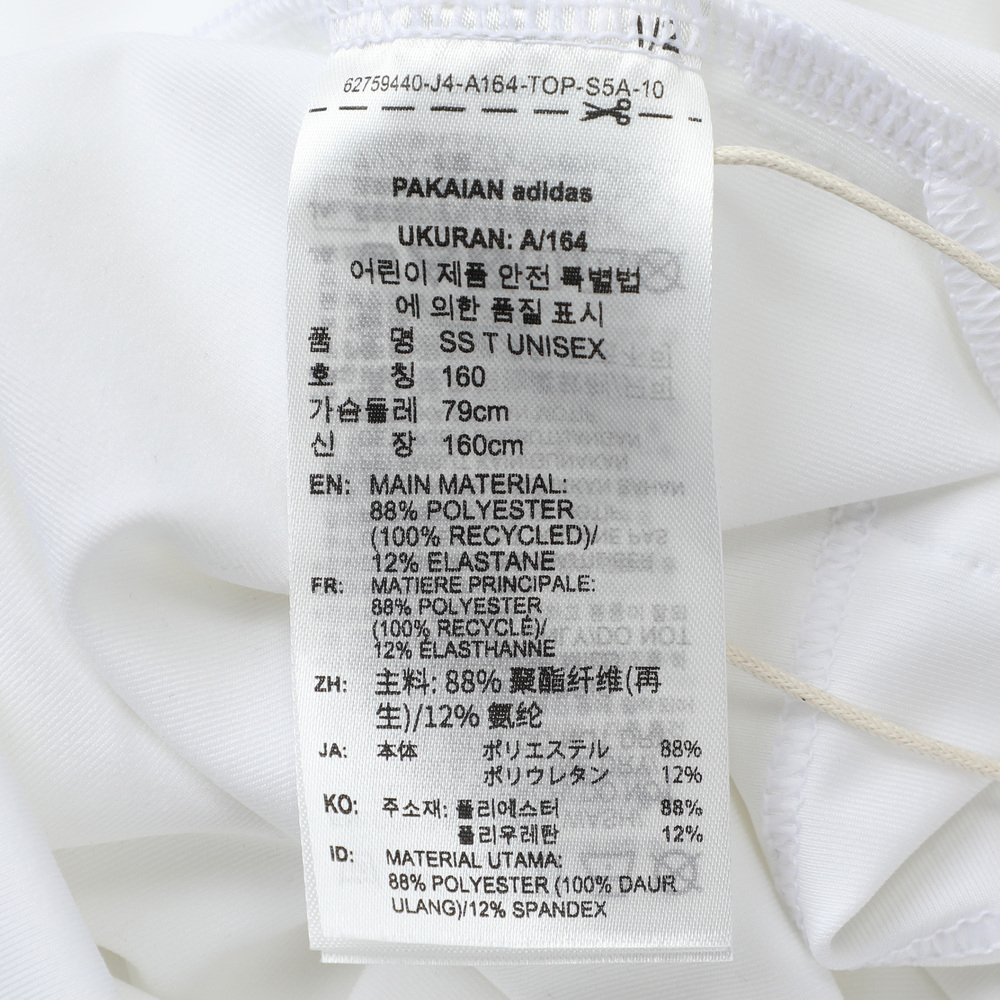 1/2
62759440-J4-A164-TOP-S5A-10
PAKAIAN adidas
UKURAN: A/164
어린이 제품 안전 특별법
에 의한 품질 표시
품 명 SS T UNISEX
호 칭 160
가슴둘레 79cm
신 장 160cm
EN: MAIN MATERIAL:
88% POLYESTER
(100% RECYCLED)/
12% ELASTANE
FR: MATIERE PRINCIPALE:
88% POLYESTER
(100% RECYCLÉ)/
12% ÉLASTHANNE
ZH: 主料: 88% 聚酯纤维(再
生)/12% 氨纶
JA: 本体 ポリエステル 88%
ポリウレタン 12%
KO: 주소재: 폴리에스터 88%
폴리우레탄 12%
ID: MATERIAL UTAMA:
88% POLYESTER (100% DAUR
ULANG)/12% SPANDEX